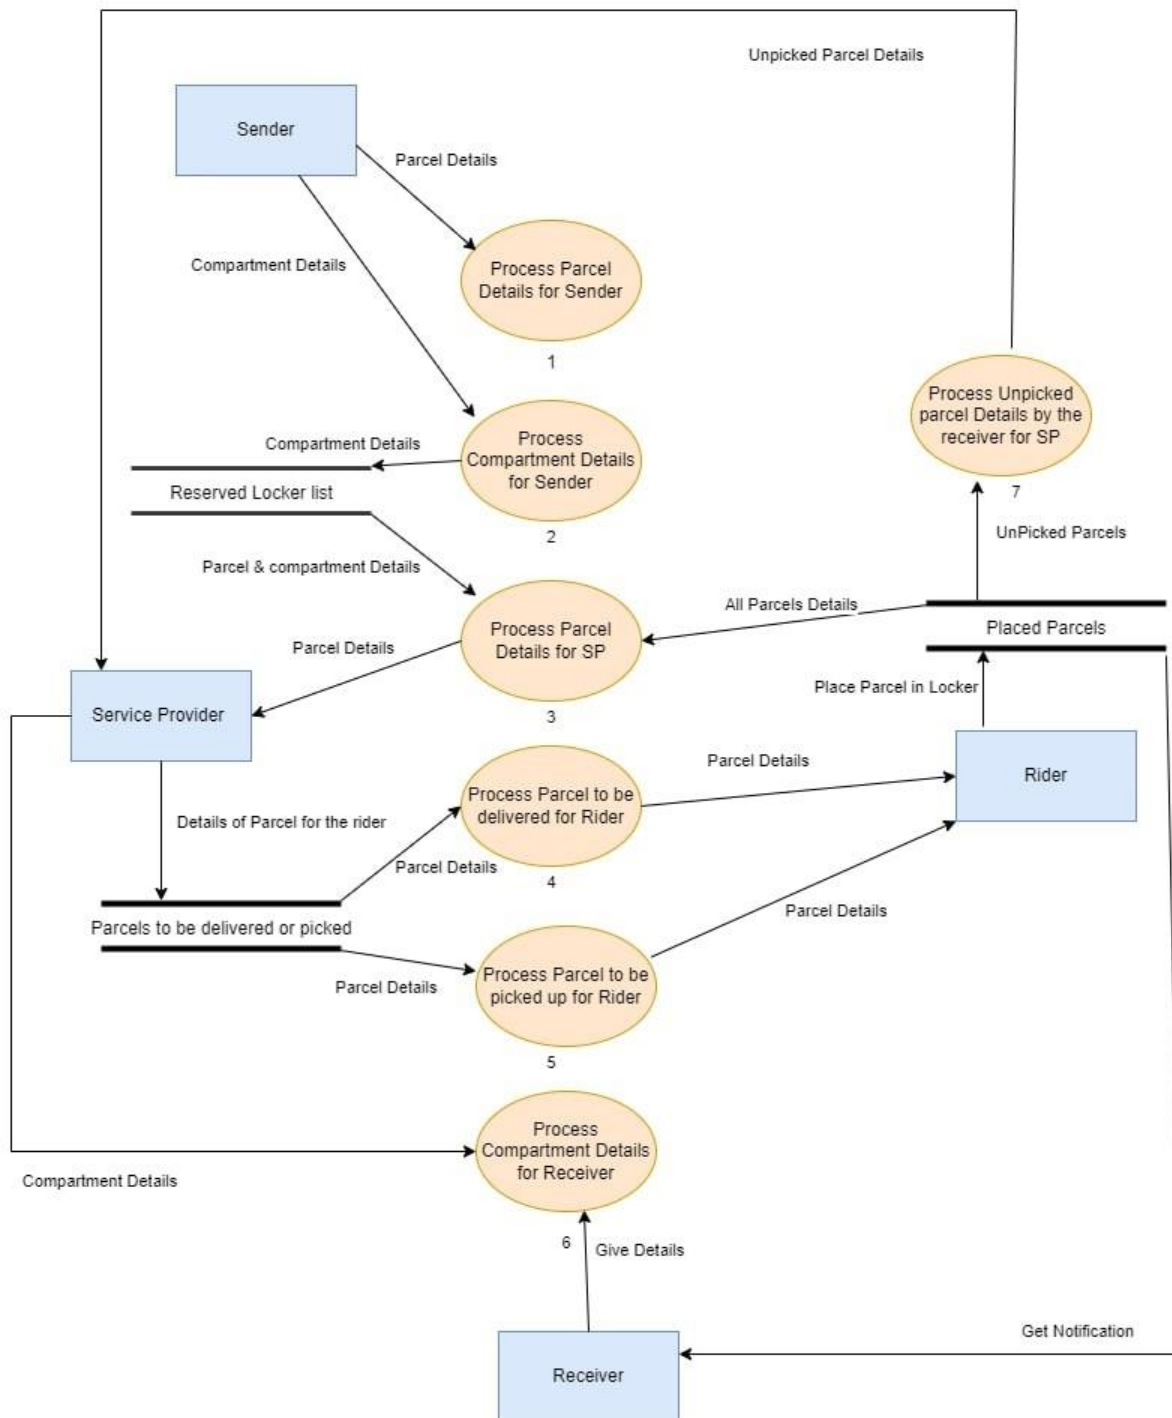 Unpicked Parcel Details
Sender
Parcel Details
Compartment Details
Process Parcel
Details for Sender
1
Process Unpicked
parcel Details by the
receiver for SP
7
Compartment Details
Process
Compartment Details
for Sender
2
Reserved Locker list
UnPicked Parcels
Parcel & compartment Details
All Parcels Details
Process Parcel
Details for SP
3
Placed Parcels
Parcel Details
Place Parcel in Locker
Service Provider
Parcel Details
Rider
Process Parcel to be
delivered for Rider
4
Details of Parcel for the rider
Parcel Details
Parcels to be delivered or picked
Parcel Details
Parcel Details
Process Parcel to be
picked up for Rider
5
Process
Compartment Details
for Receiver
6
Compartment Details
Give Details
Get Notification
Receiver